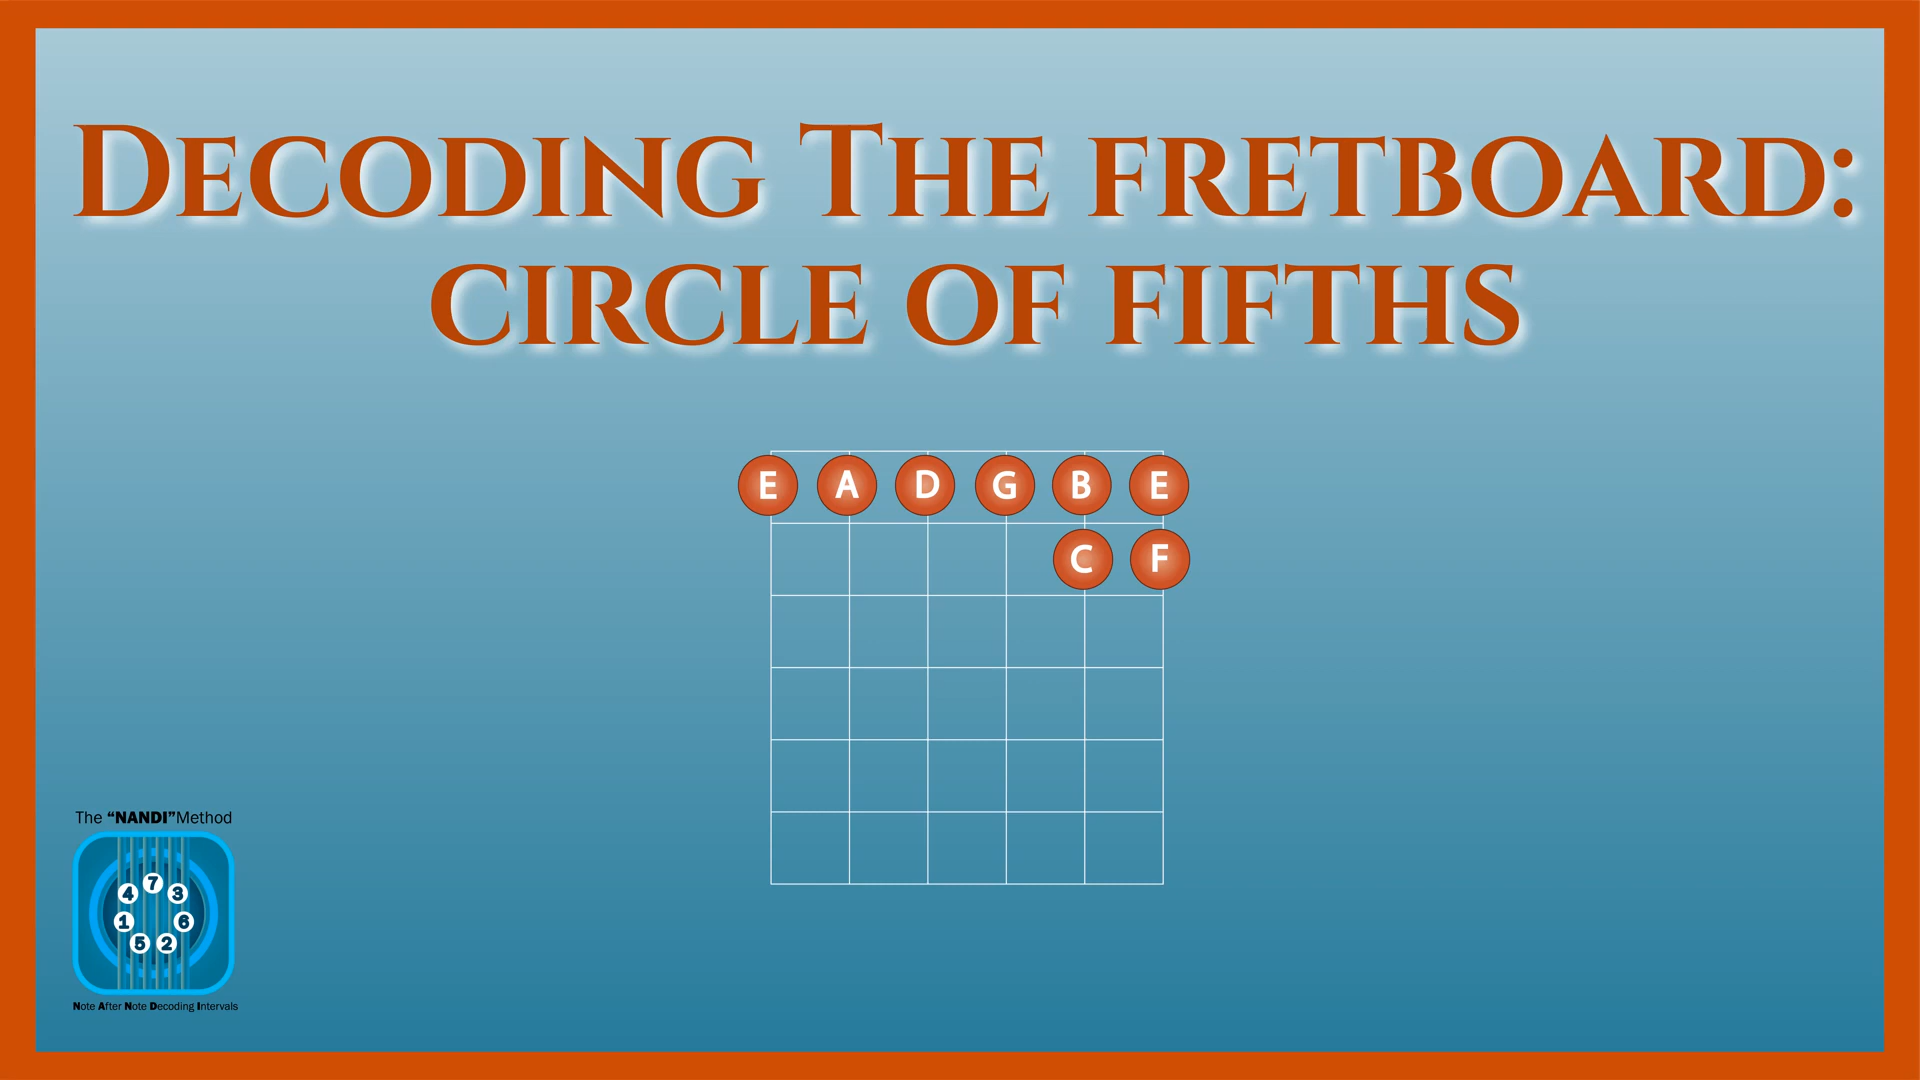 Decoding The fretboard:
circle of fifths
E A D G B E
C F
The “NANDI”Method
7
4 3
1 6
5 2
Note After Note Decoding Intervals